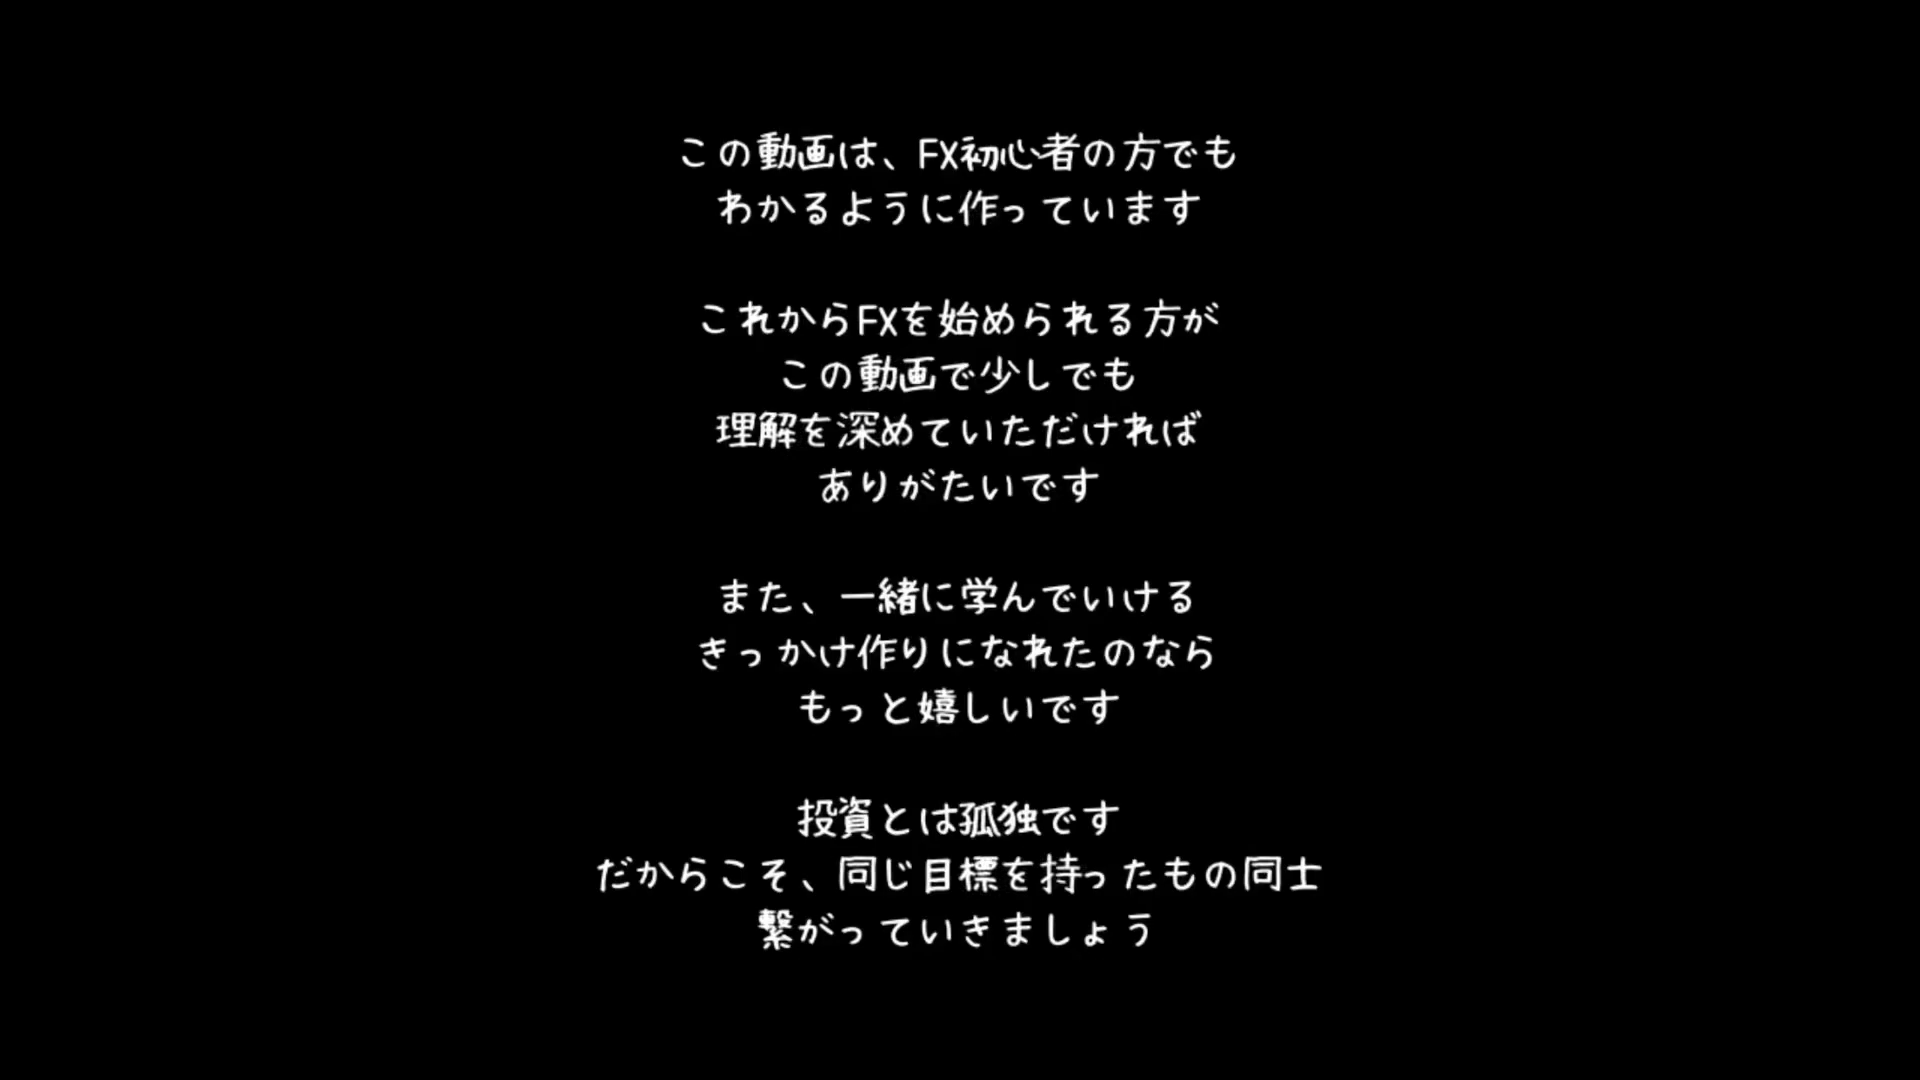 この動画は、FX初心者の方でも
わかるように作っています
これからFXを始められる方が
この動画で少しでも
理解を深めていただければ
ありがたいです
また、一緒に学んでいける
きっかけ作りになれたのなら
もっと嬉しいです
投資とは孤独です
だからこそ、同じ目標を持ったもの同士
繋がっていきましょう